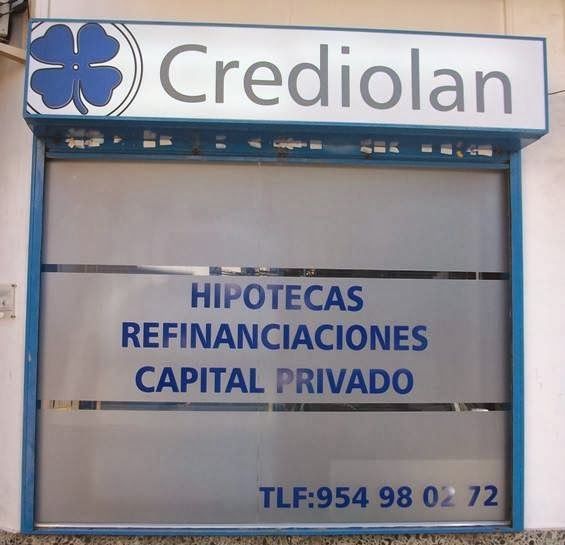 Crediolan
HIPOTECAS
REFINANCIACIONES
CAPITAL PRIVADO
TLF:954 98 02 72